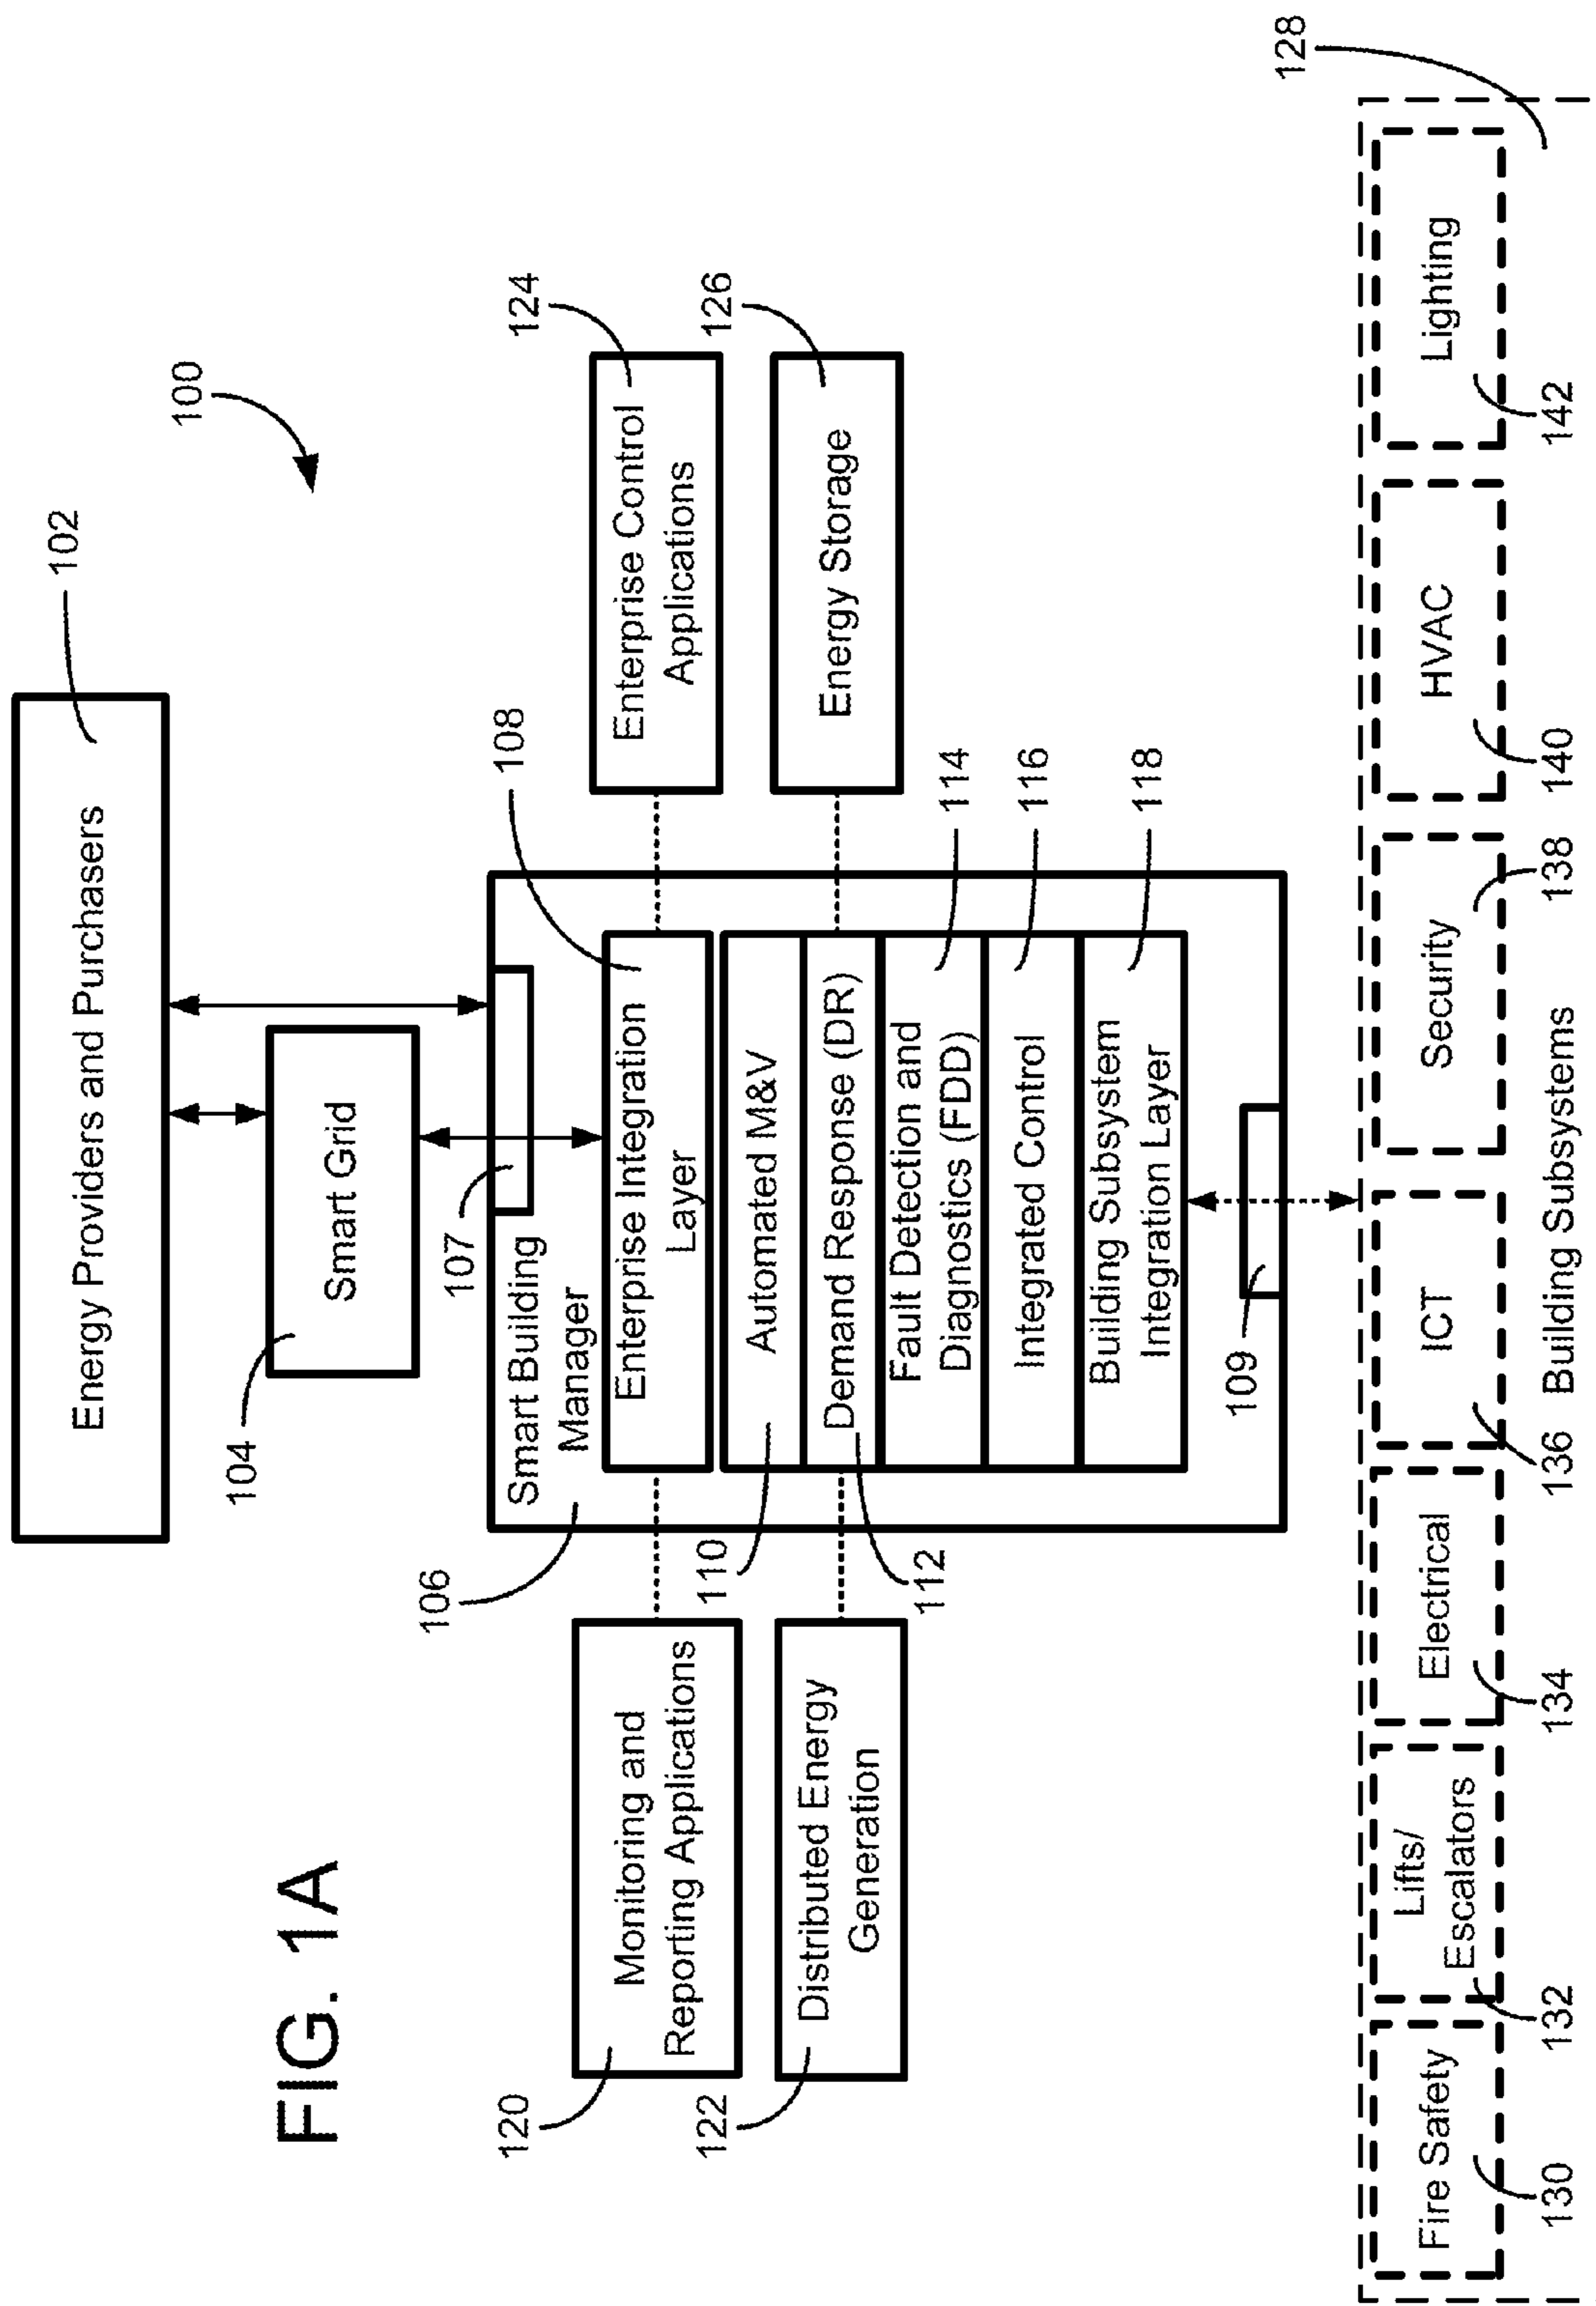 FIG. 1A
100
Energy Providers and Purchasers
102
104
Smart Grid
107
106
Smart Building
Manager
108
Enterprise Integration
Layer
120
Monitoring and
Reporting Applications
124
Enterprise Control
Applications
110
Automated M&V
112
Demand Response (DR)
122
Distributed Energy
Generation
126
Energy Storage
Fault Detection and
Diagnostics (FDD)
114
Integrated Control
116
Building Subsystem
Integration Layer
118
109
128
Fire Safety
Lifts/
Escalators
Electrical
ICT
Security
HVAC
Lighting
130
132
134
136
138
140
142
Building Subsystems